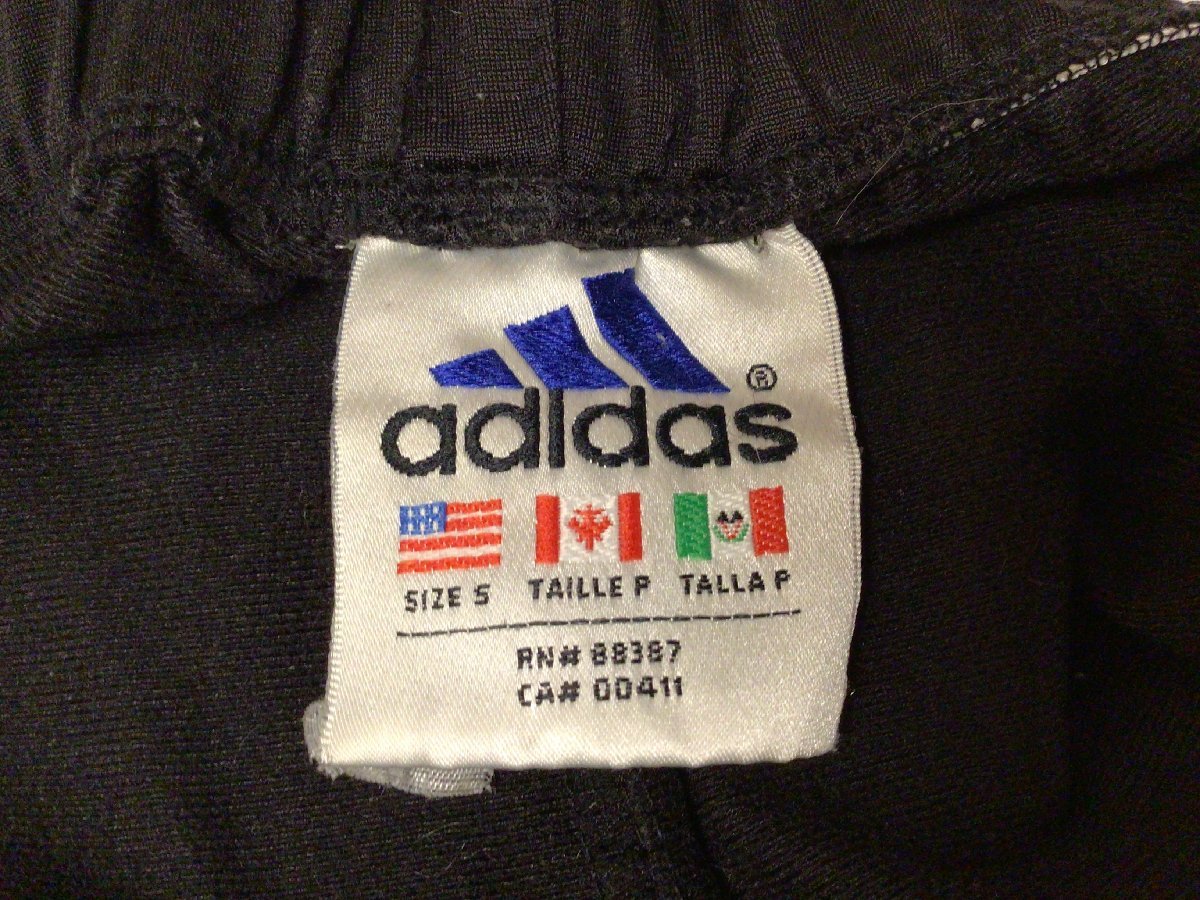 adidas ®
SIZE S TAILLE P TALLA P
RN# 88387
CA# 00411